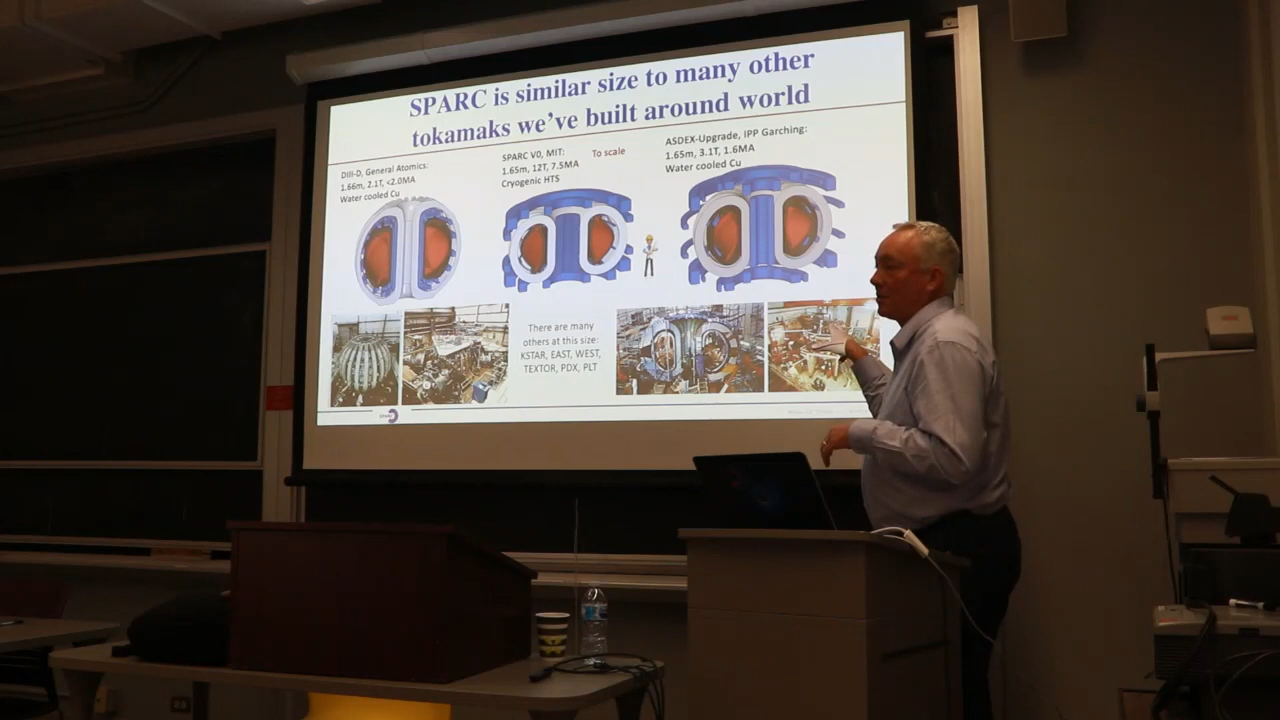 SPARC is similar size to many other
tokamaks we've built around world
DIII-D, General Atomics:
1.66m, 2.1T, <2.0MA
Water cooled Cu
SPARC V0, MIT:
1.65m, 12T, 7.5MA
Cryogenic HTS
To scale
ASDEX-Upgrade, IPP Garching:
1.65m, 3.1T, 1.6MA
Water cooled Cu
There are many
others at this size:
KSTAR, EAST, WEST,
TEXTOR, PDX, PLT
SPARC